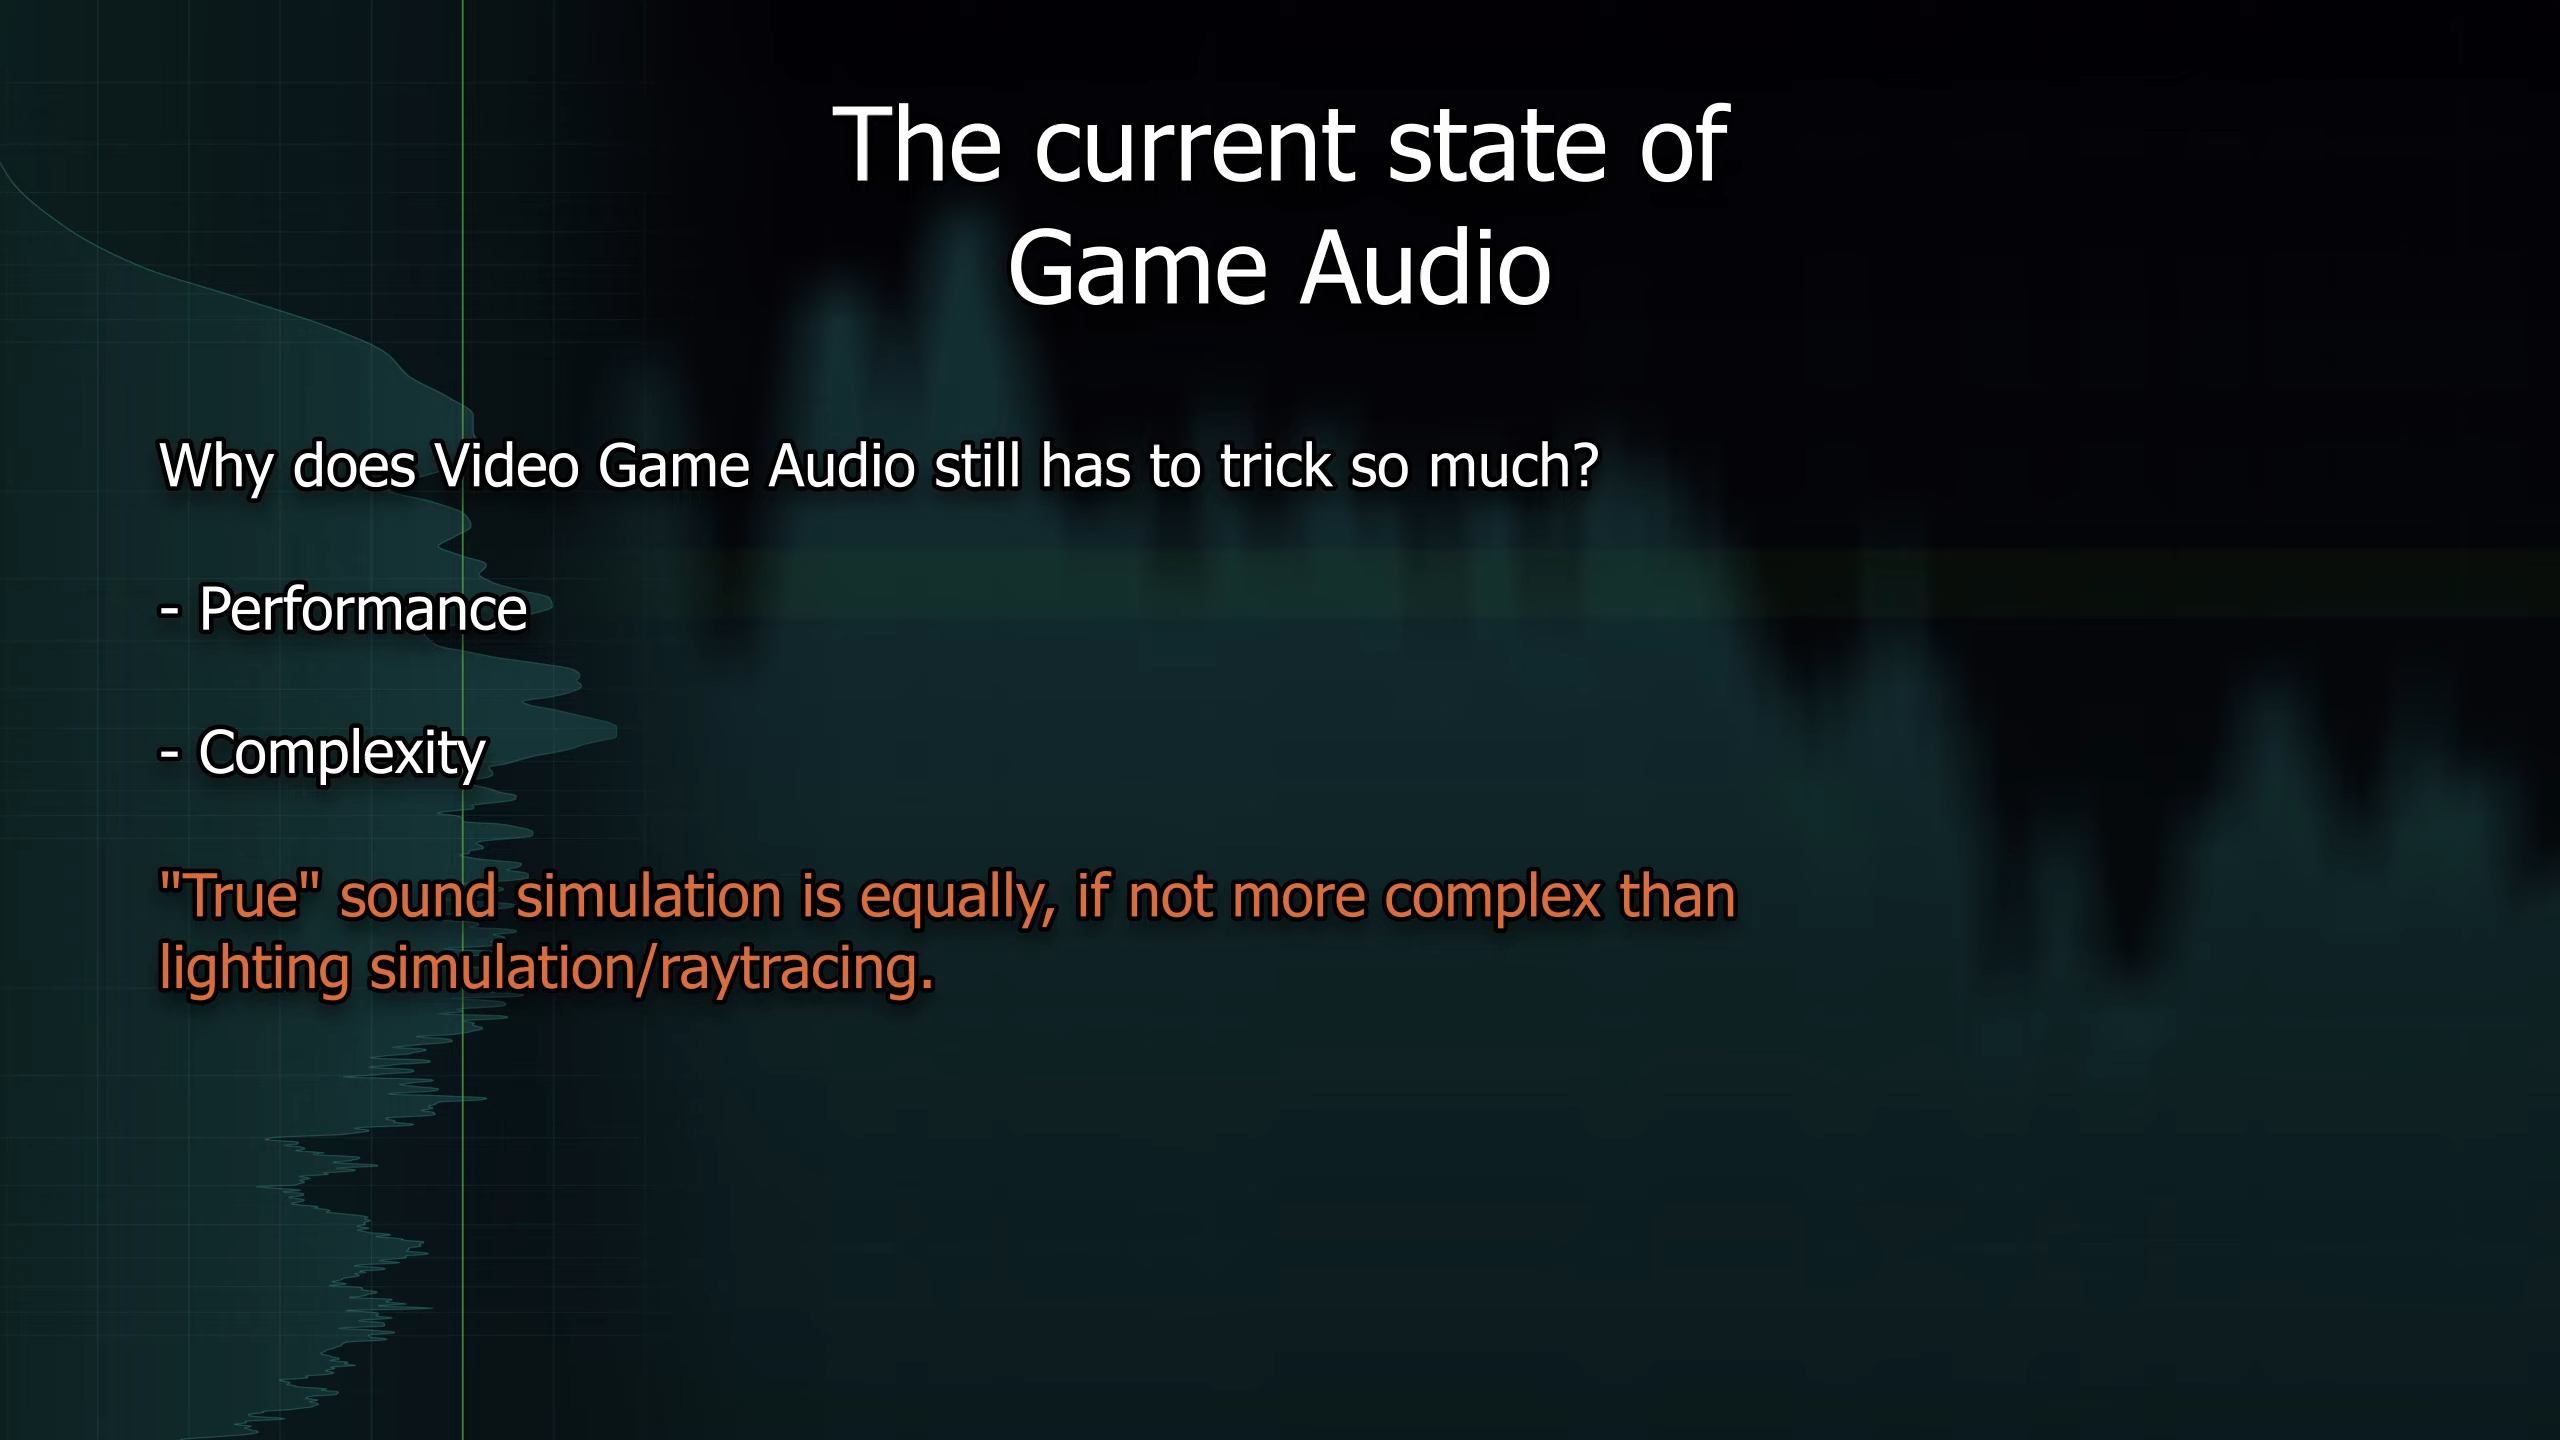 The current state of
Game Audio
Why does Video Game Audio still has to trick so much?
- Performance
- Complexity
"True" sound simulation is equally, if not more complex than
lighting simulation/raytracing.